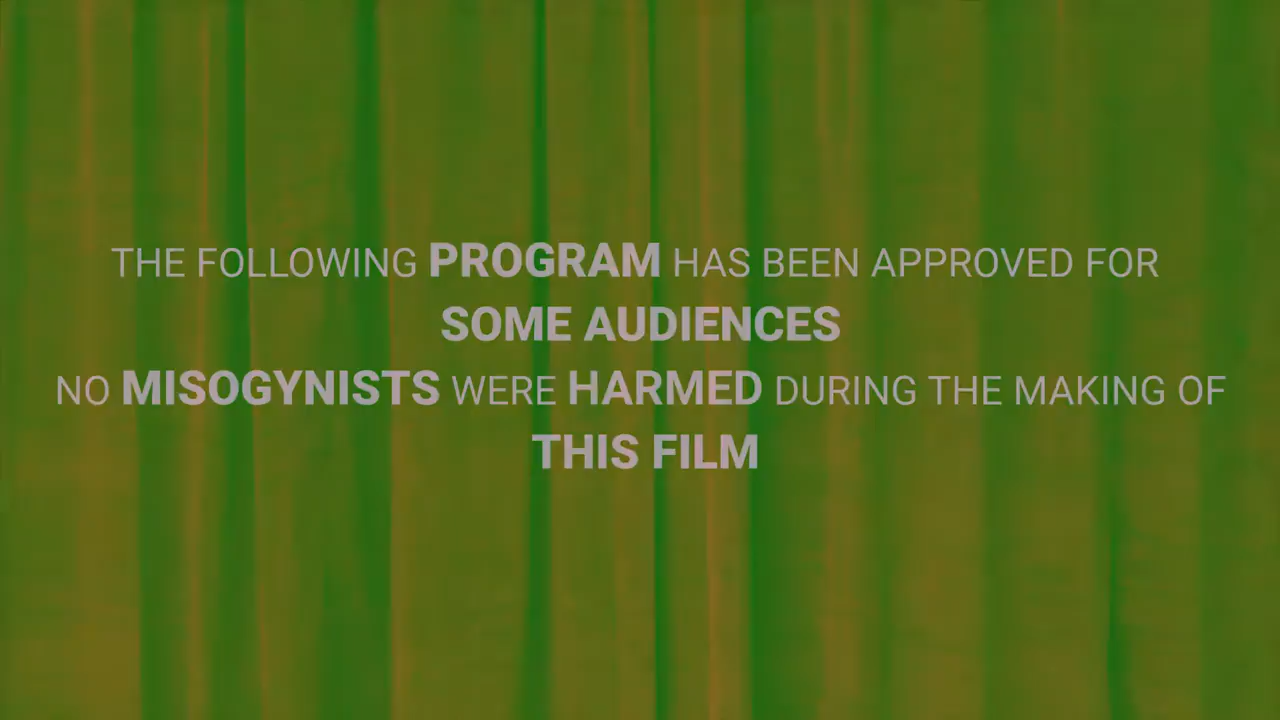 THE FOLLOWING PROGRAM HAS BEEN APPROVED FOR
SOME AUDIENCES
NO MISOGYNISTS WERE HARMED DURING THE MAKING OF
THIS FILM